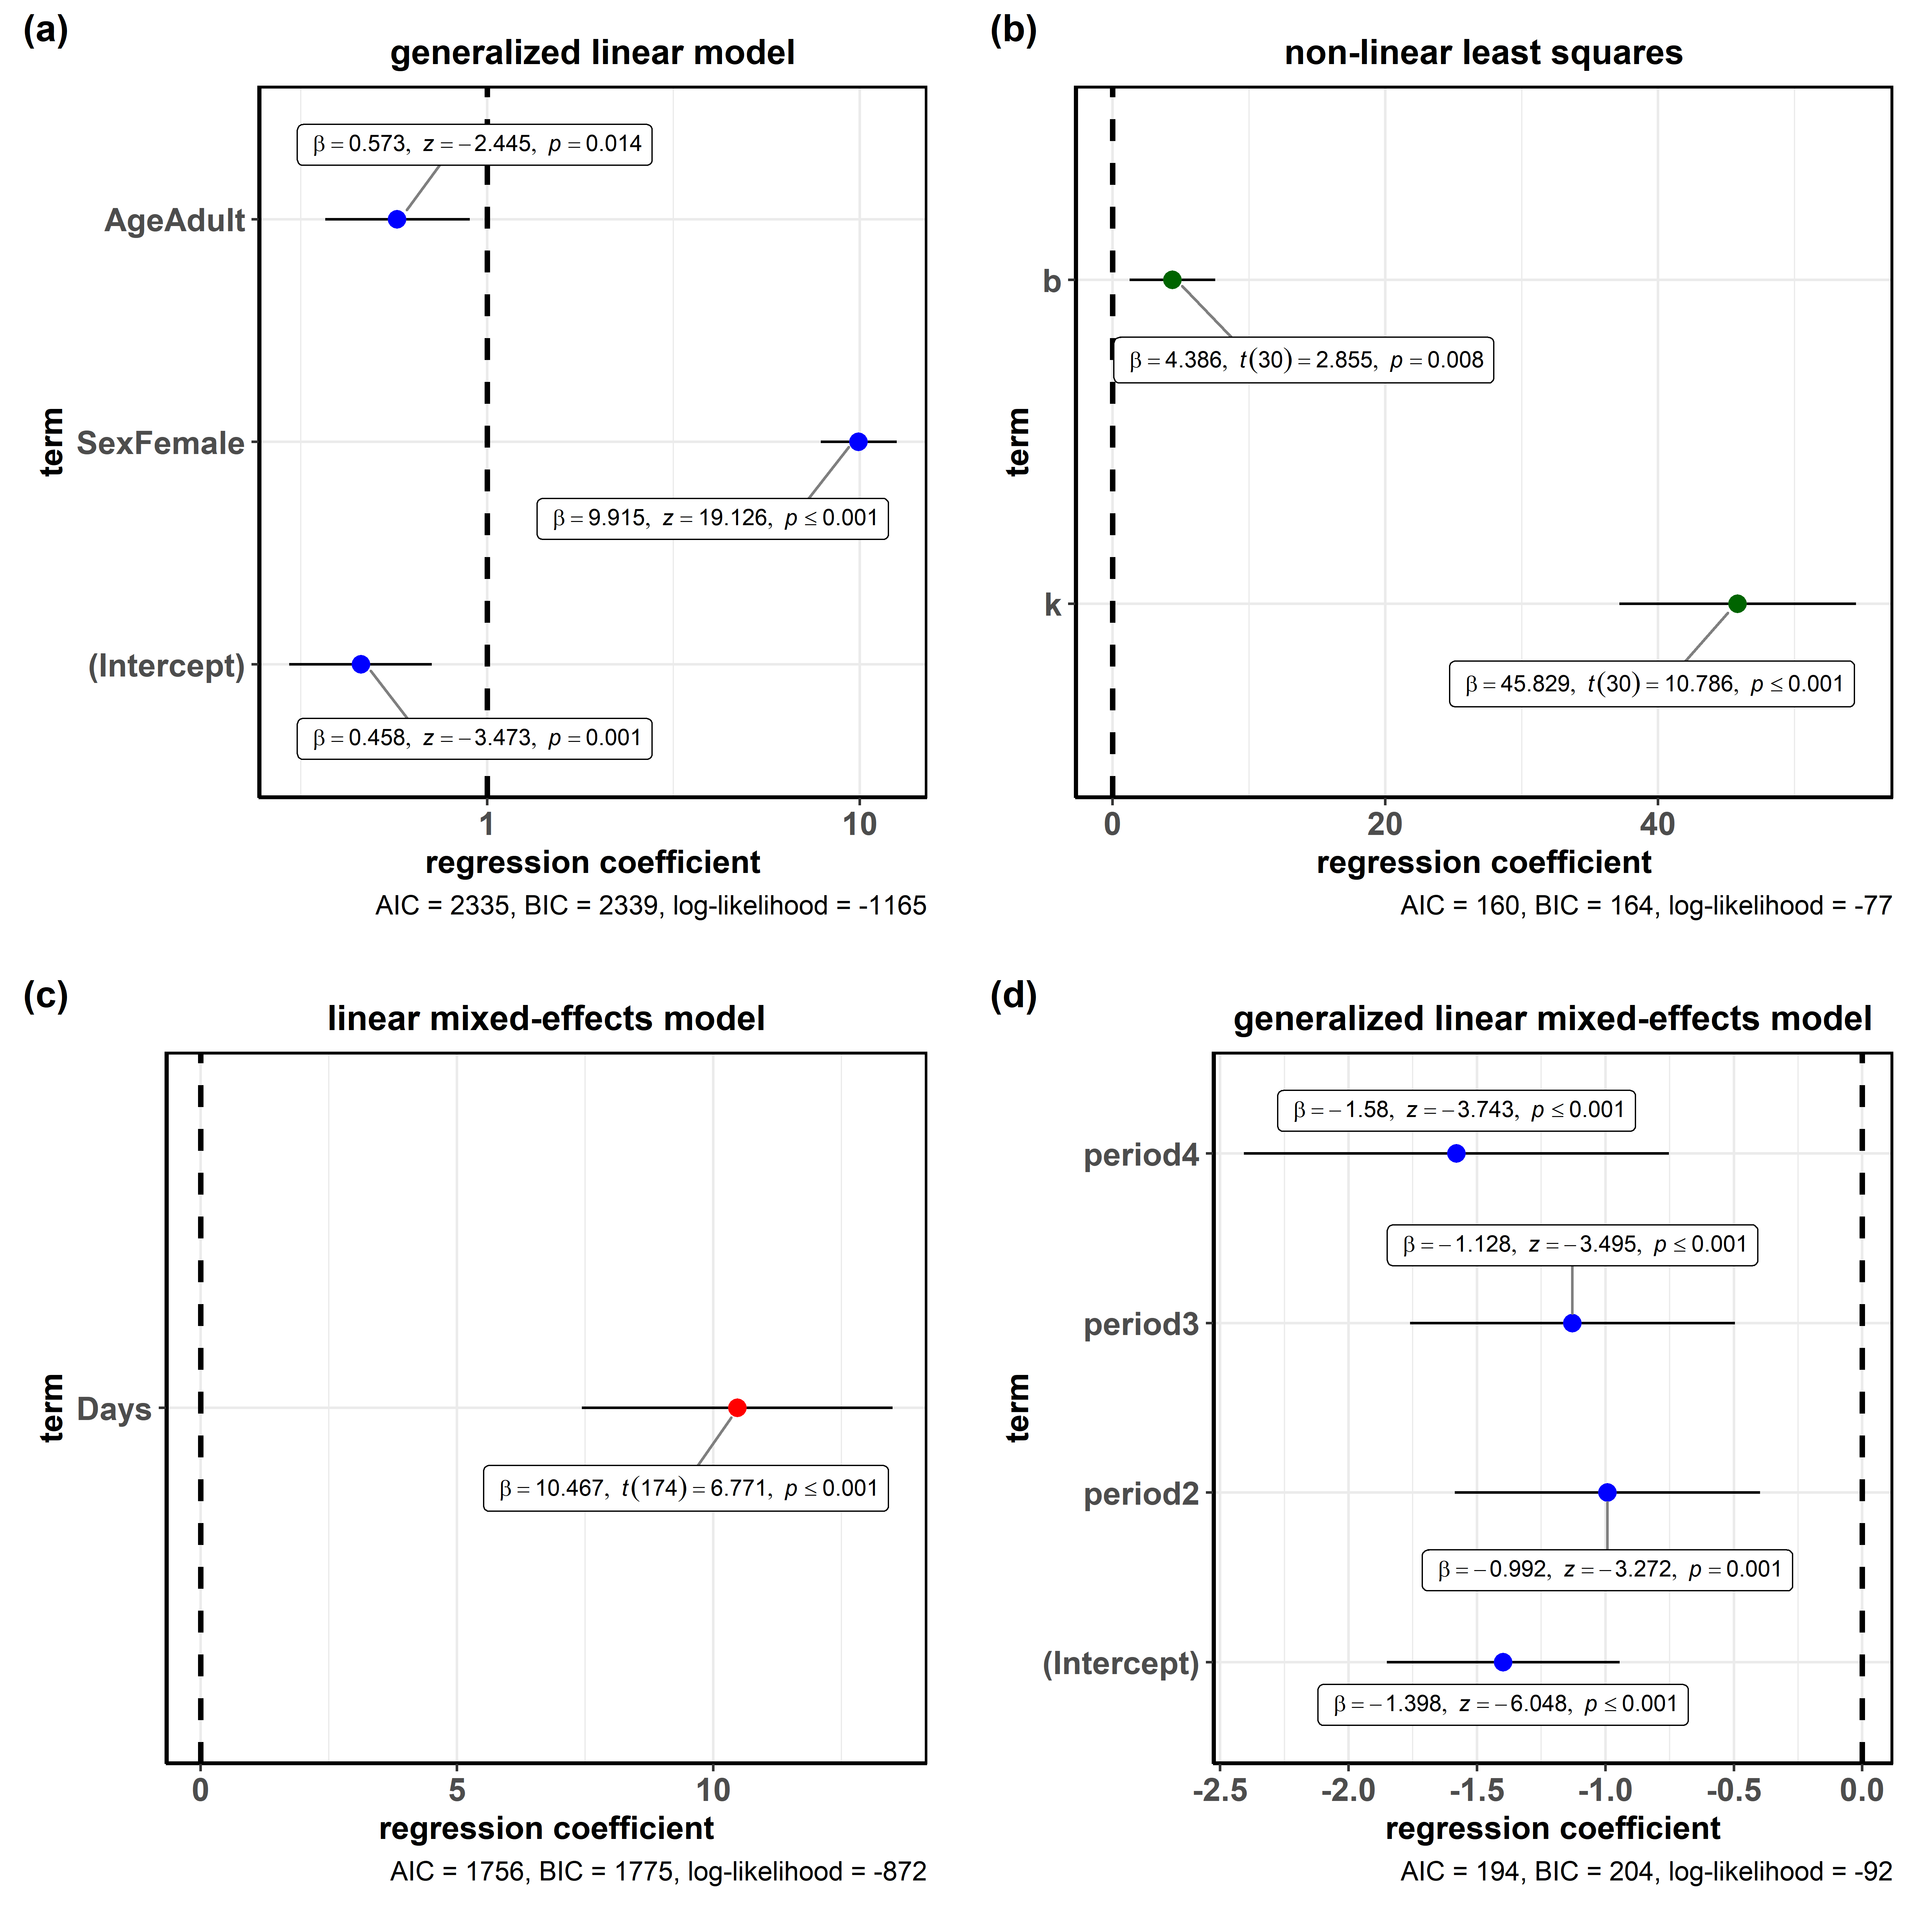 (a)
generalized linear model
β = 0.573, z = −2.445, p = 0.014
AgeAdult
SexFemale
β = 9.915, z = 19.126, p ≤ 0.001
(Intercept)
β = 0.458, z = −3.473, p = 0.001
term
1 10
regression coefficient
AIC = 2335, BIC = 2339, log-likelihood = -1165
(b)
non-linear least squares
b
β = 4.386, t(30) = 2.855, p = 0.008
k
β = 45.829, t(30) = 10.786, p ≤ 0.001
term
0 20 40
regression coefficient
AIC = 160, BIC = 164, log-likelihood = -77
(c)
linear mixed-effects model
Days
β = 10.467, t(174) = 6.771, p ≤ 0.001
term
0 5 10
regression coefficient
AIC = 1756, BIC = 1775, log-likelihood = -872
(d)
generalized linear mixed-effects model
β = −1.58, z = −3.743, p ≤ 0.001
period4
β = −1.128, z = −3.495, p ≤ 0.001
period3
period2
β = −0.992, z = −3.272, p = 0.001
(Intercept)
β = −1.398, z = −6.048, p ≤ 0.001
term
-2.5 -2.0 -1.5 -1.0 -0.5 0.0
regression coefficient
AIC = 194, BIC = 204, log-likelihood = -92